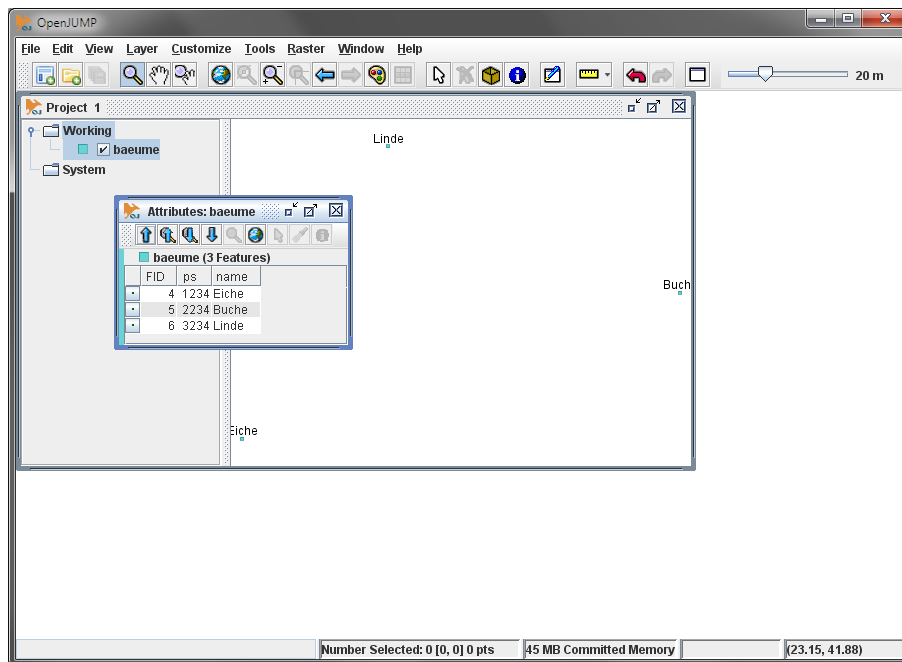 OpenJUMP
File Edit View Layer Customize Tools Raster Window Help
20 m
Project 1
Working
baeume
System
Linde
Attributes: baeume
baeume (3 Features)
FID ps name
4 1234 Eiche
5 2234 Buche
6 3234 Linde
Buch
Eiche
Number Selected: 0 [0, 0] 0 pts 45 MB Committed Memory (23.15, 41.88)